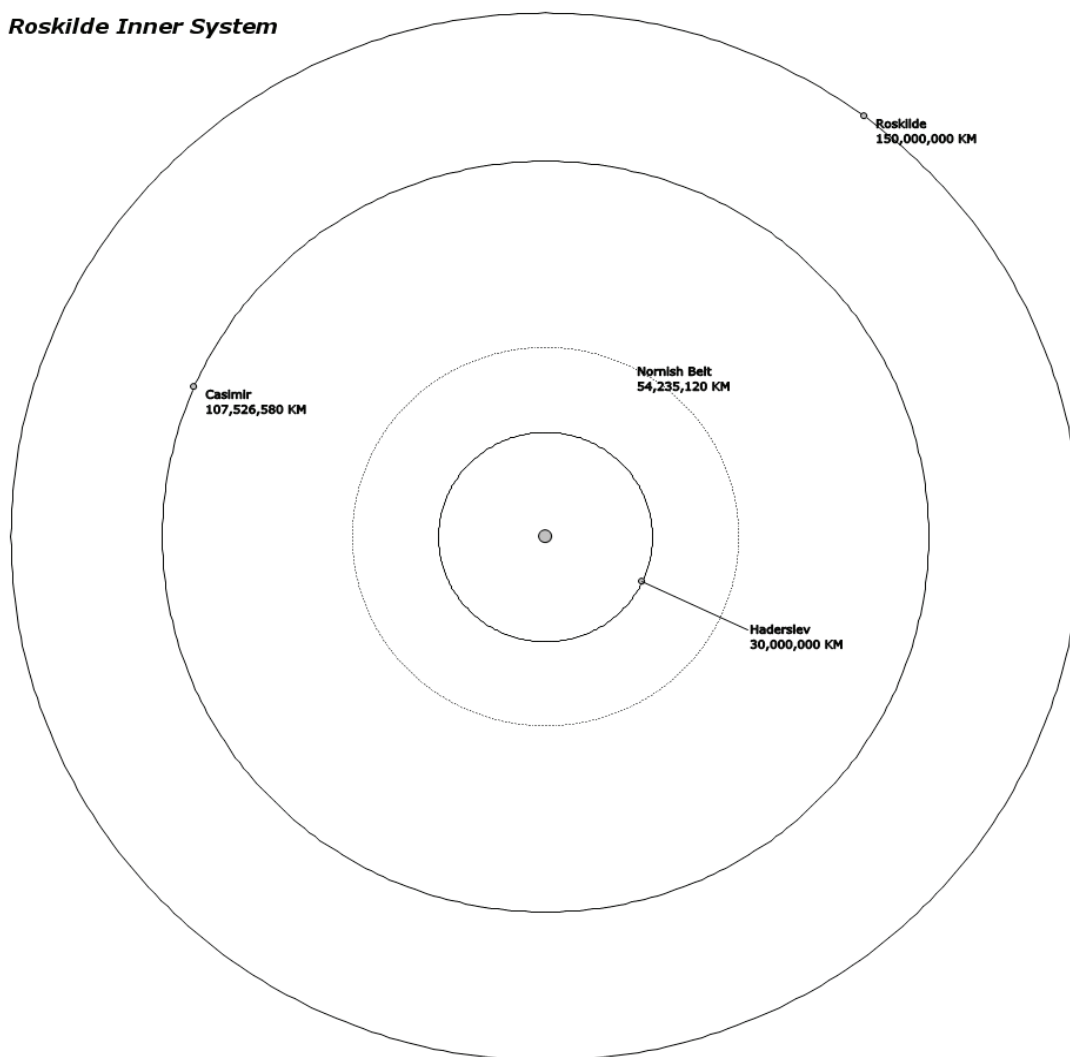 Roskilde Inner System
Roskilde
150,000,000 KM
Nornish Belt
54,235,120 KM
Casimir
107,526,580 KM
Haderslev
30,000,000 KM